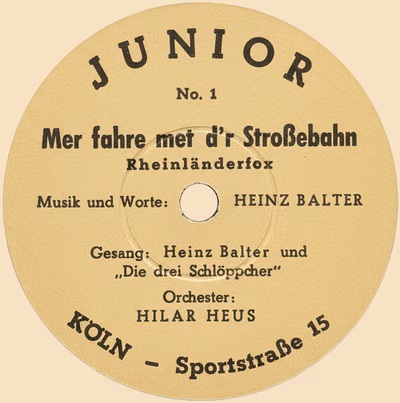 JUNIOR
No. 1
Mer fahre met d'r Stroßebahn
Rheinländerfox
Musik und Worte: HEINZ BALTER
Gesang: Heinz Balter und
„Die drei Schlöppcher“
Orchester:
HILAR HEUS
KÖLN – Sportstraße 15